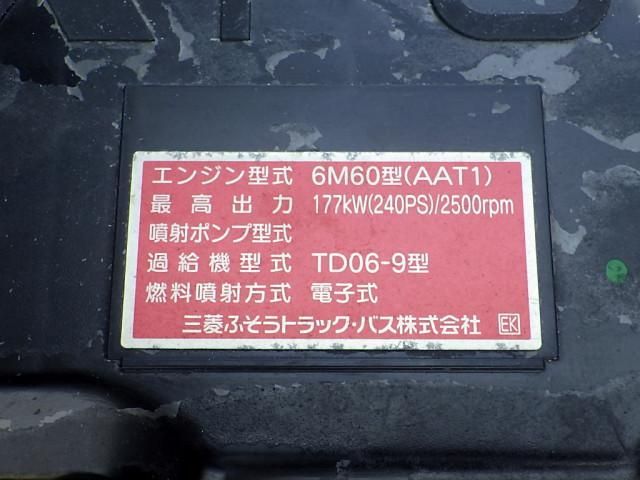 エンジン型式 6M60型(AAT1)
最高出力 177kW(240PS)/2500rpm
噴射ポンプ型式
過給機型式 TD06-9型
燃料噴射方式 電子式
三菱ふそうトラック・バス株式会社 EK